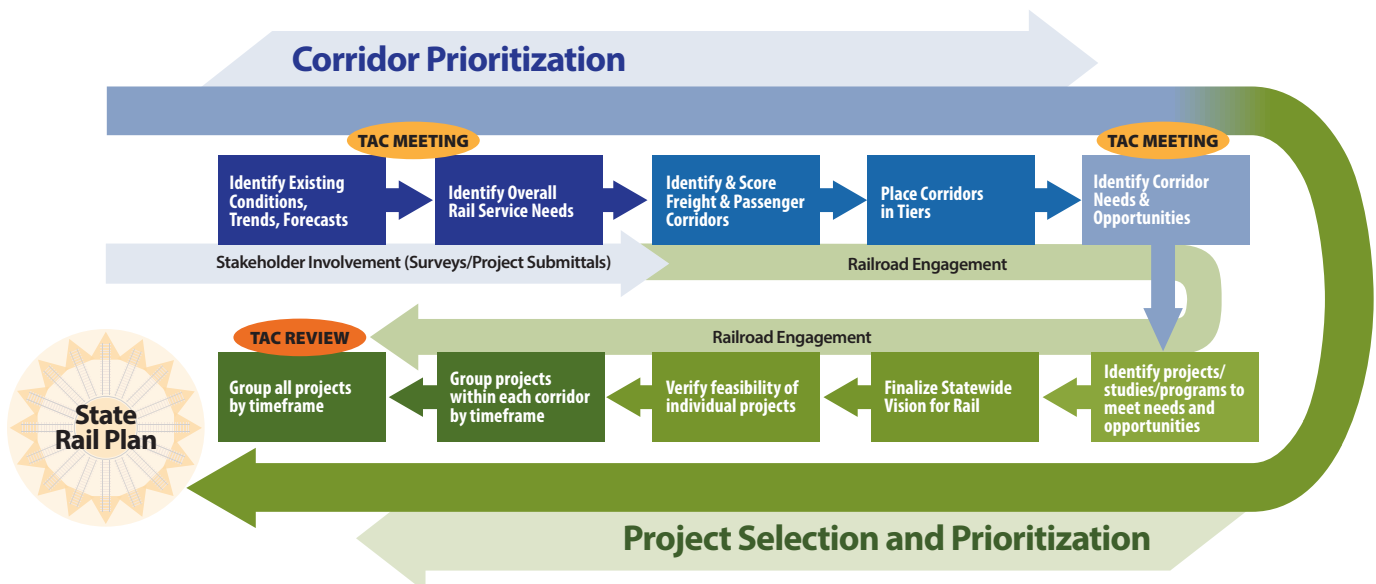 Corridor Prioritization
TAC MEETING
TAC MEETING
Identify Existing
Conditions,
Trends, Forecasts
Identify Overall
Rail Service Needs
Identify & Score
Freight & Passenger
Corridors
Place Corridors
in Tiers
Identify Corridor
Needs &
Opportunities
Stakeholder Involvement (Surveys/Project Submittals)
Railroad Engagement
Railroad Engagement
TAC REVIEW
Group all projects
by timeframe
Group projects
within each corridor
by timeframe
Verify feasibility of
individual projects
Finalize Statewide
Vision for Rail
Identify projects/
studies/programs to
meet needs and
opportunities
State
Rail Plan
Project Selection and Prioritization